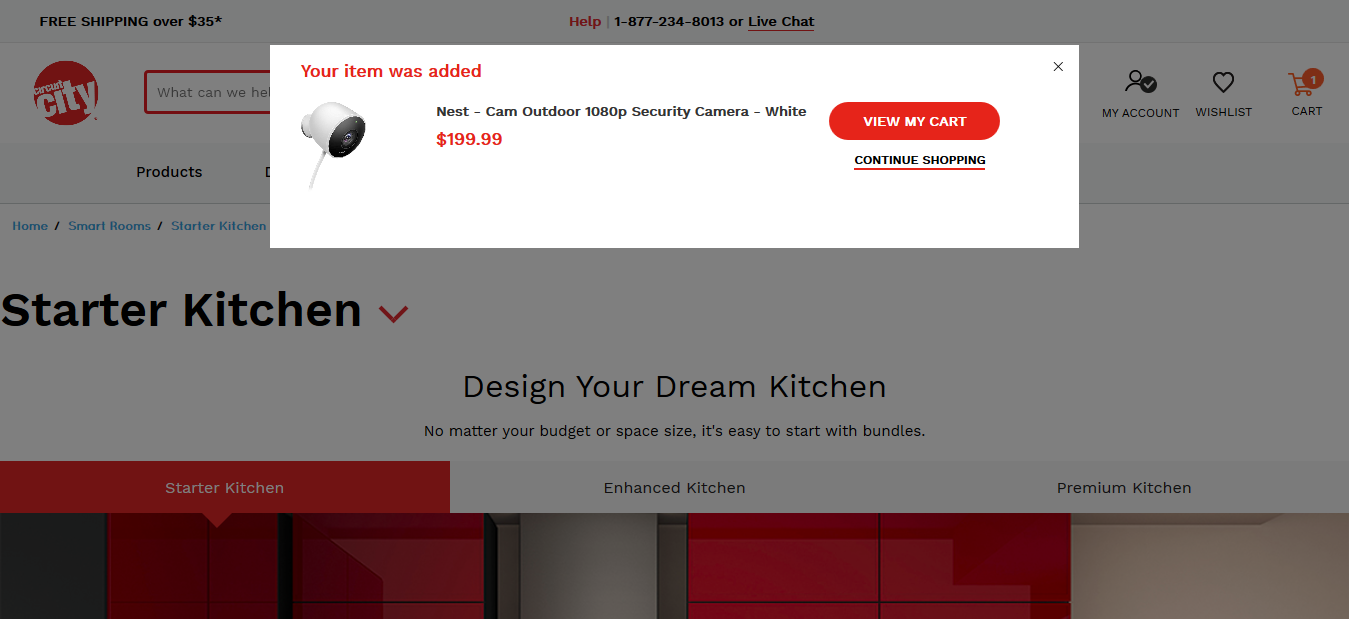 FREE SHIPPING over $35*
Help | 1-877-234-8013 or Live Chat
Your item was added
Nest - Cam Outdoor 1080p Security Camera - White
$199.99
VIEW MY CART
CONTINUE SHOPPING
circuit city
What can we hel
MY ACCOUNT
WISHLIST
1
CART
Products
Home / Smart Rooms / Starter Kitchen
Starter Kitchen
Design Your Dream Kitchen
No matter your budget or space size, it's easy to start with bundles.
Starter Kitchen
Enhanced Kitchen
Premium Kitchen